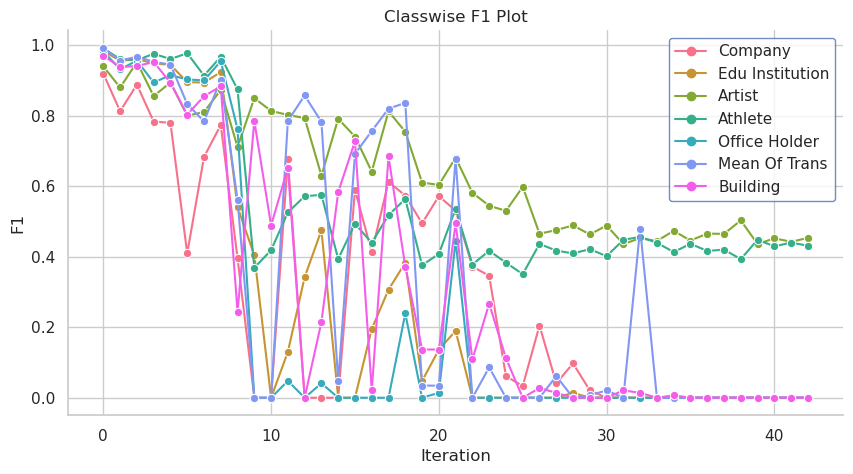 Classwise F1 Plot
F1
1.0
0.8
0.6
0.4
0.2
0.0
0
10
20
30
40
Iteration
Company
Edu Institution
Artist
Athlete
Office Holder
Mean Of Trans
Building